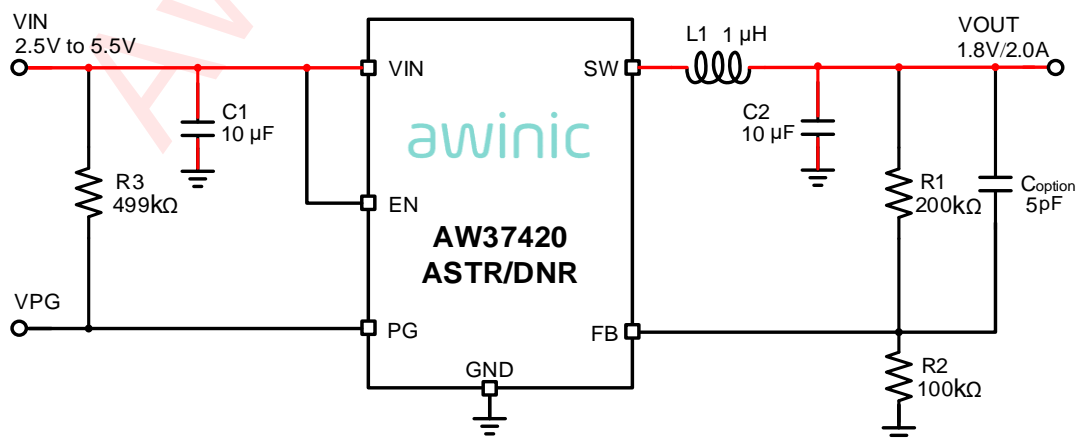 VIN
2.5V to 5.5V
VIN
C1
10 µF
R3
499kΩ
EN
VPG
PG
awinic
AW37420
ASTR/DNR
GND
SW
FB
L1 1 µH
C2
10 µF
R1
200kΩ
Coption
5pF
R2
100kΩ
VOUT
1.8V/2.0A